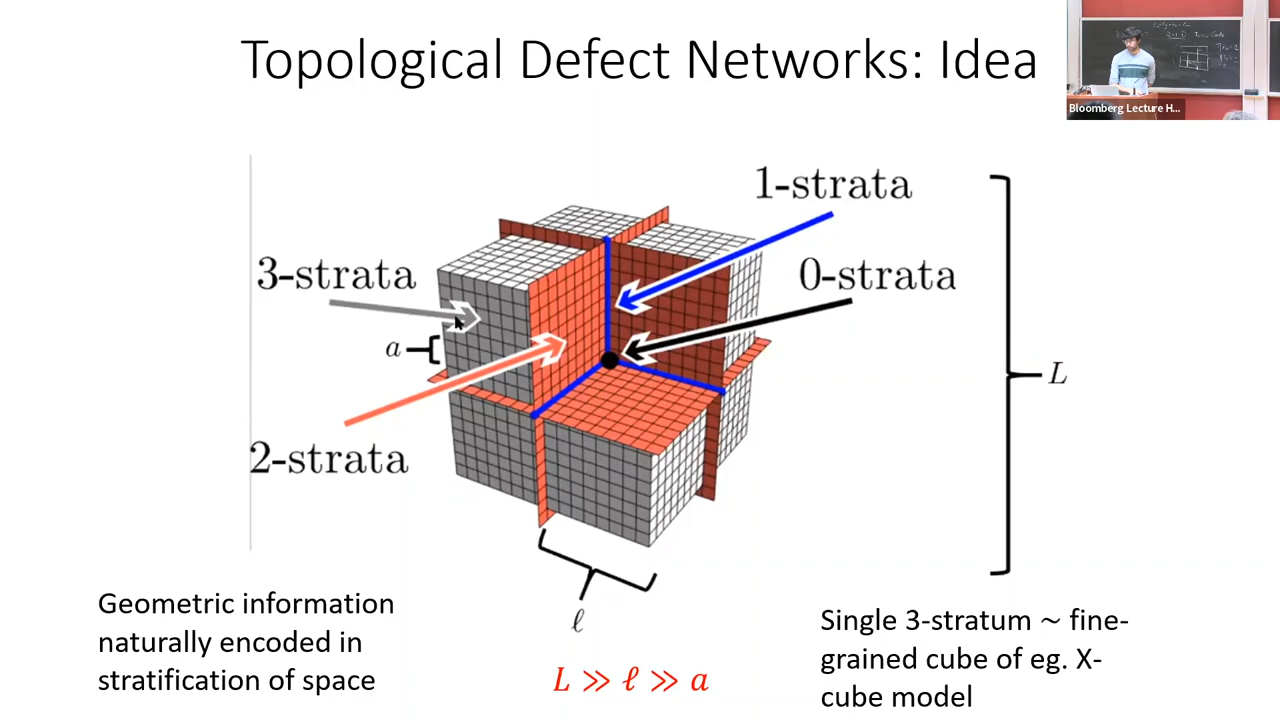 Topological Defect Networks: Idea
Bloomberg Lecture H...
1-strata
3-strata
0-strata
a
L
2-strata
ℓ
Geometric information
naturally encoded in
stratification of space
L ≫ ℓ ≫ a
Single 3-stratum ~ fine-
grained cube of eg. X-
cube model